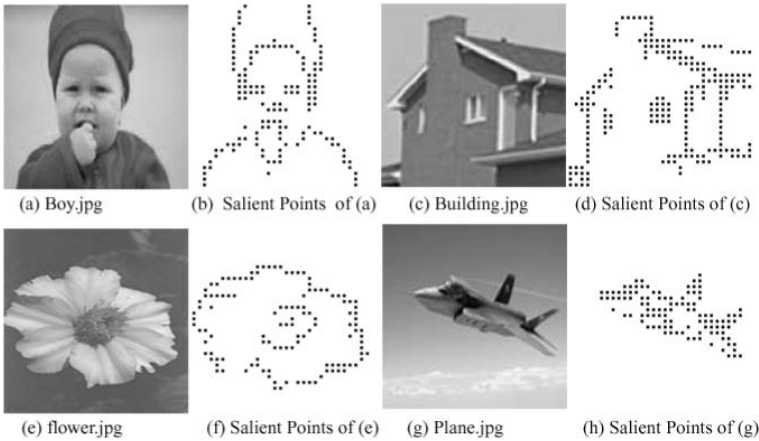 (a) Boy.jpg
(b) Salient Points of (a)
(c) Building.jpg
(d) Salient Points of (c)
(e) flower.jpg
(f) Salient Points of (e)
(g) Plane.jpg
(h) Salient Points of (g)